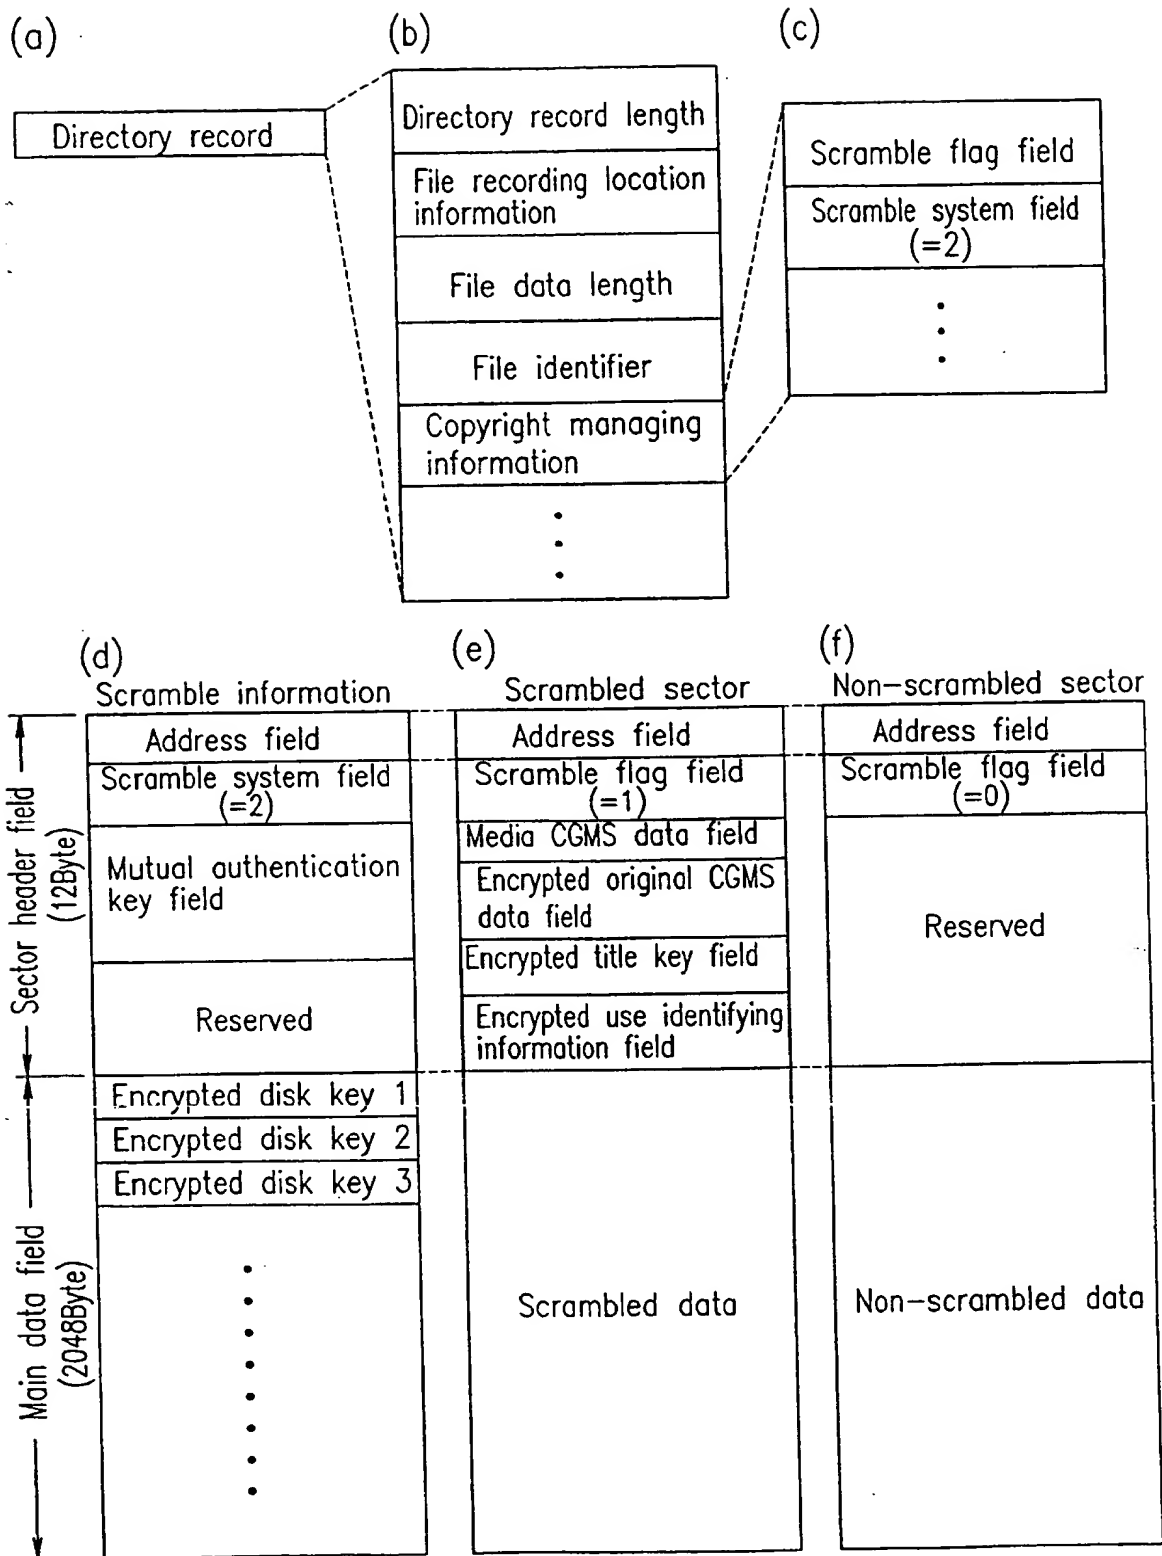 (a)
(b)
(c)
Directory record
Directory record length
File recording location
information
File data length
File identifier
Copyright managing
information
Scramble flag field
Scramble system field
(=2)
(d)
Scramble information
(e)
Scrambled sector
(f)
Non-scrambled sector
Sector header field
(12Byte)
Main data field
(2048Byte)
Address field
Scramble system field
(=2)
Mutual authentication
key field
Reserved
Encrypted disk key 1
Encrypted disk key 2
Encrypted disk key 3
Address field
Scramble flag field
(=1)
Media CGMS data field
Encrypted original CGMS
data field
Encrypted title key field
Encrypted use identifying
information field
Scrambled data
Address field
Scramble flag field
(=0)
Reserved
Non-scrambled data